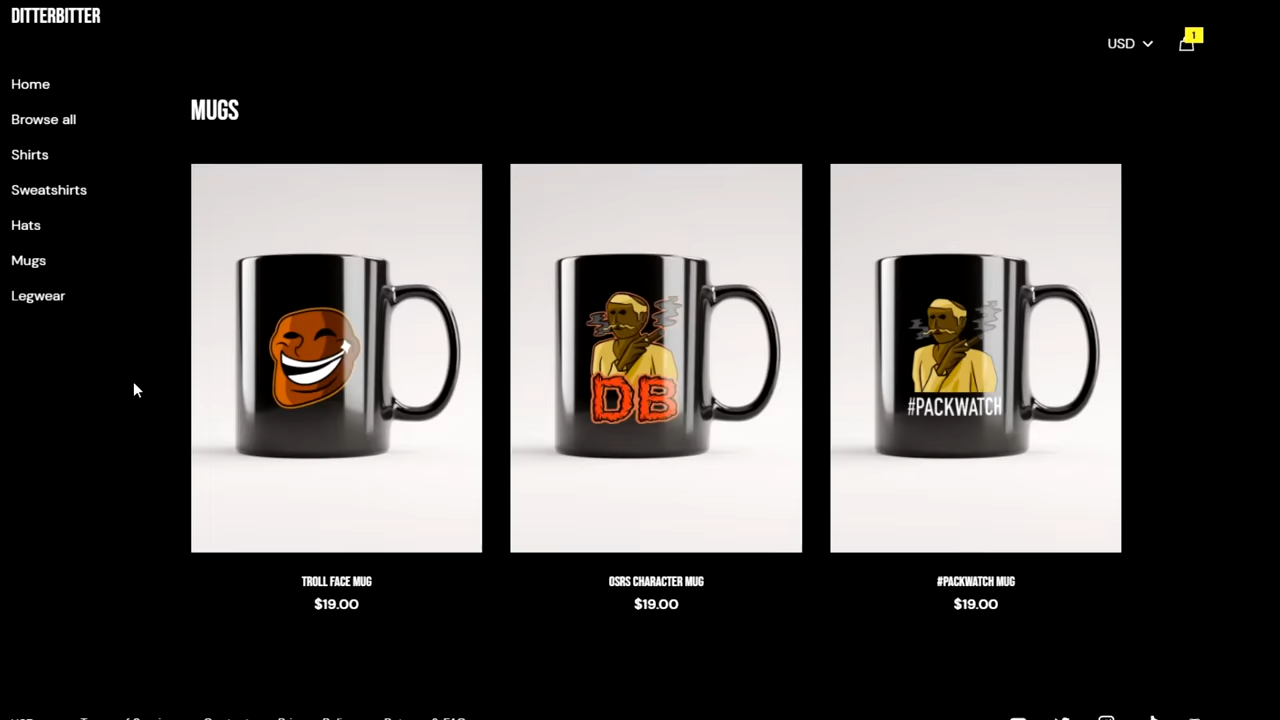 DITTERBITTER
USD
1
Home
Browse all
Shirts
Sweatshirts
Hats
Mugs
Legwear
MUGS
DB
#PACKWATCH
TROLL FACE MUG
$19.00
OSRS CHARACTER MUG
$19.00
#PACKWATCH MUG
$19.00